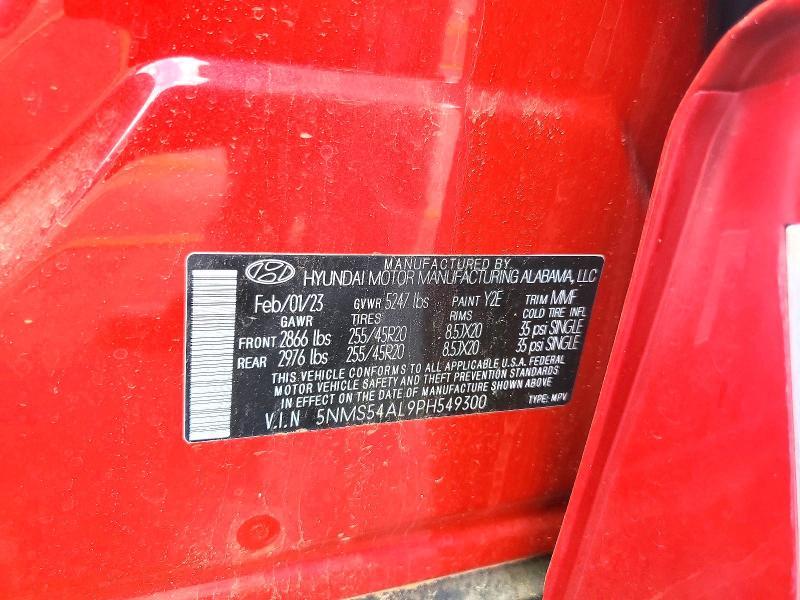 MANUFACTURED BY
HYUNDAI MOTOR MANUFACTURING ALABAMA, LLC
Feb/01/23 GVWR 5247 lbs PAINT Y2E TRIM MMF
GAWR TIRES RIMS COLD TIRE INFL
FRONT 2866 lbs 255/45R20 8.5JX20 35 psi SINGLE
REAR 2976 lbs 255/45R20 8.5JX20 35 psi SINGLE
THIS VEHICLE CONFORMS TO ALL APPLICABLE U.S.A. FEDERAL
MOTOR VEHICLE SAFETY AND THEFT PREVENTION STANDARDS
IN EFFECT ON THE DATE OF MANUFACTURE SHOWN ABOVE
V.I.N 5NMS54AL9PH549300 TYPE: MPV